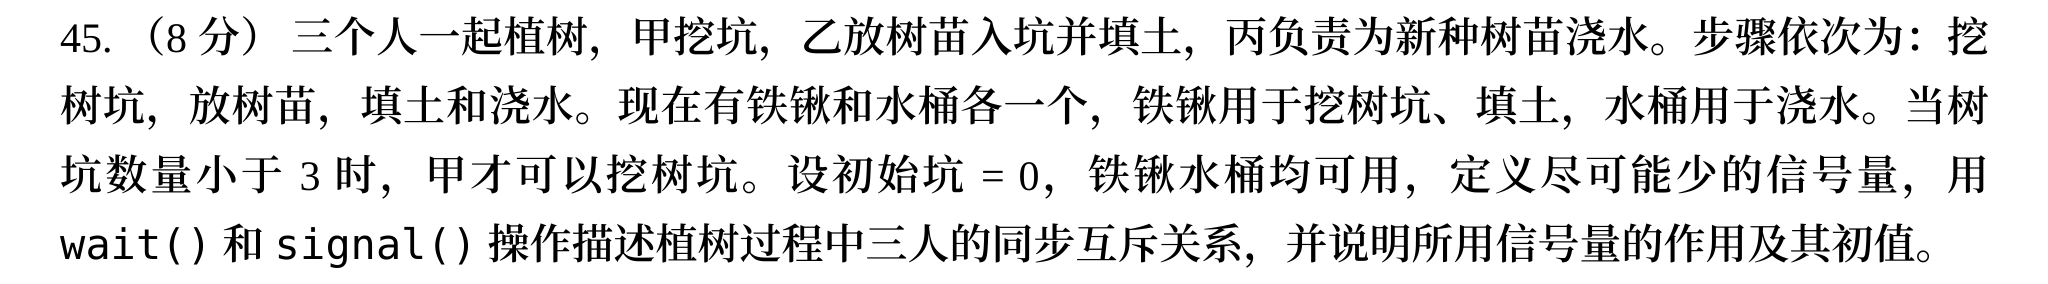 45. （8 分） 三个人一起植树，甲挖坑，乙放树苗入坑并填土，丙负责为新种树苗浇水。步骤依次为：挖
树坑，放树苗，填土和浇水。现在有铁锹和水桶各一个，铁锹用于挖树坑、填土，水桶用于浇水。当树
坑数量小于 3 时，甲才可以挖树坑。设初始坑 = 0，铁锹水桶均可用，定义尽可能少的信号量，用
wait() 和 signal() 操作描述植树过程中三人的同步互斥关系，并说明所用信号量的作用及其初值。